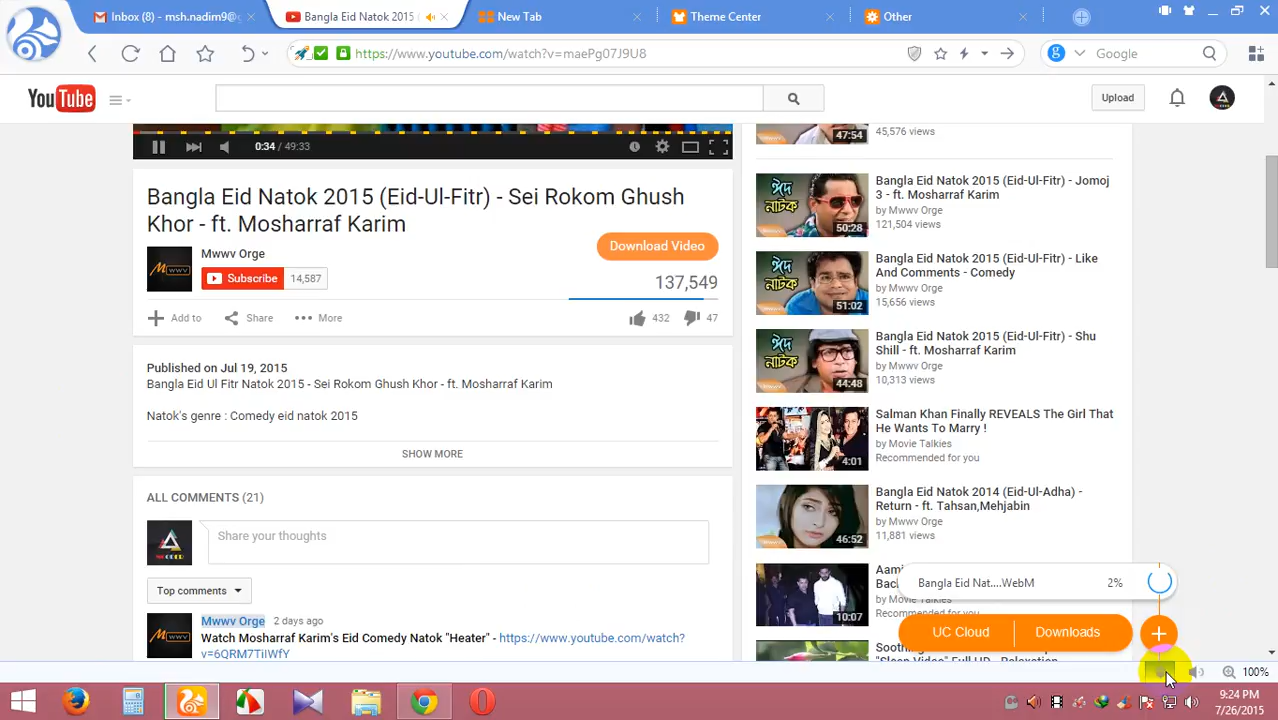 Inbox (8) - msh.nadim9@g
Bangla Eid Natok 2015
New Tab
Theme Center
Other
https://www.youtube.com/watch?v=maePg07J9U8
Google
YouTube
Upload
0:34 / 49:33
Bangla Eid Natok 2015 (Eid-Ul-Fitr) - Sei Rokom Ghush
Khor - ft. Mosharraf Karim
Download Video
Mwwv
Mwwv Orge
Subscribe 14,587
137,549
Add to
Share
More
432
47
Published on Jul 19, 2015
Bangla Eid Ul Fitr Natok 2015 - Sei Rokom Ghush Khor - ft. Mosharraf Karim
Natok's genre : Comedy eid natok 2015
SHOW MORE
ALL COMMENTS (21)
Share your thoughts
Top comments
Mwwv Orge 2 days ago
Watch Mosharraf Karim's Eid Comedy Natok "Heater" - https://www.youtube.com/watch?
v=6QRM7TiIWfY
47:54
45,576 views
ঈদ
নাটক
50:28
Bangla Eid Natok 2015 (Eid-Ul-Fitr) - Jomoj
3 - ft. Mosharraf Karim
by Mwwv Orge
121,504 views
ঈদ
নাটক
51:02
Bangla Eid Natok 2015 (Eid-Ul-Fitr) - Like
And Comments - Comedy
by Mwwv Orge
15,656 views
ঈদ
নাটক
44:48
Bangla Eid Natok 2015 (Eid-Ul-Fitr) - Shu
Shill - ft. Mosharraf Karim
by Mwwv Orge
10,313 views
4:01
Salman Khan Finally REVEALS The Girl That
He Wants To Marry !
by Movie Talkies
Recommended for you
46:52
Bangla Eid Natok 2014 (Eid-Ul-Adha) -
Return - ft. Tahsan,Mehjabin
by Mwwv Orge
11,881 views
10:07
by Movie Talkies
Recommended for you
Bangla Eid Nat....WebM 2%
UC Cloud
Downloads
100%
9:24 PM
7/26/2015